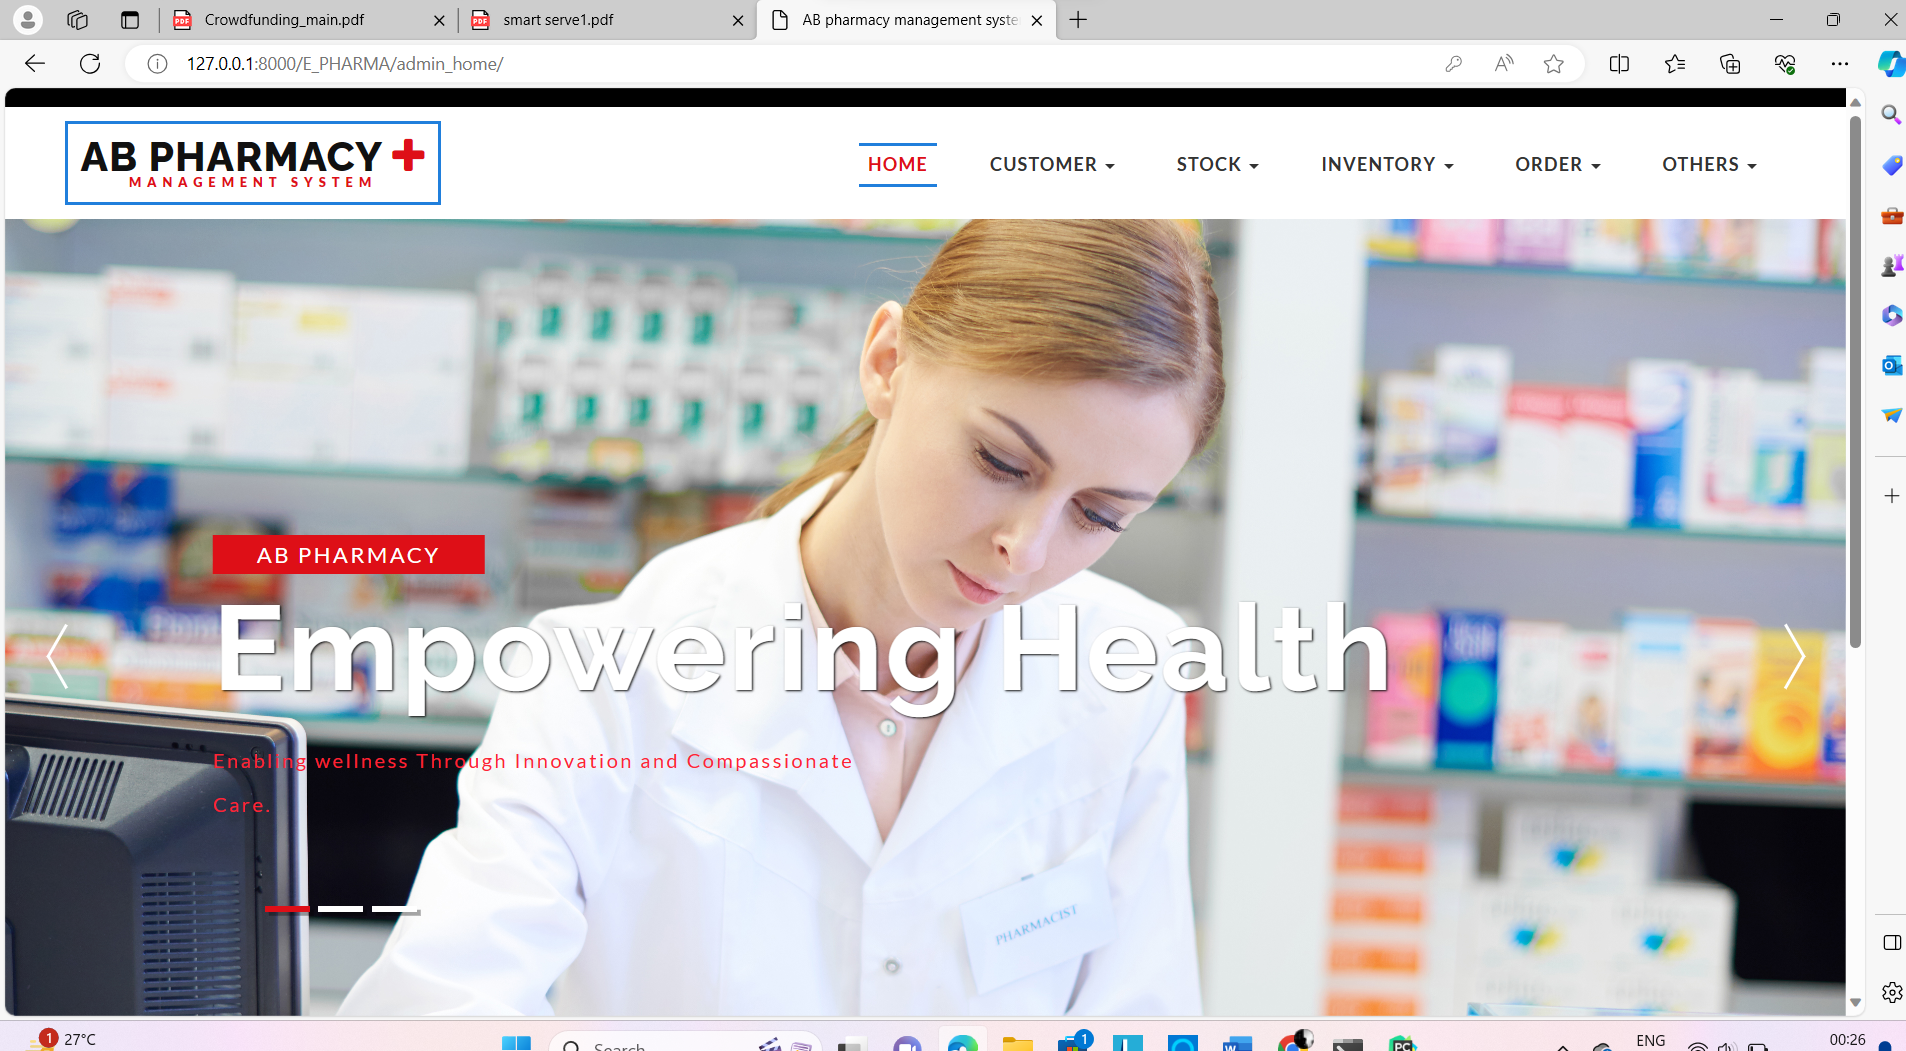 Crowdfunding_main.pdf
smart serve1.pdf
AB pharmacy management syste
127.0.0.1:8000/E_PHARMA/admin_home/
AB PHARMACY
MANAGEMENT SYSTEM
HOME
CUSTOMER
STOCK
INVENTORY
ORDER
OTHERS
AB PHARMACY
Empowering Health
Enabling wellness Through Innovation and Compassionate
Care.
PHARMACIST
1
27°C
Search
1
ENG
00:26